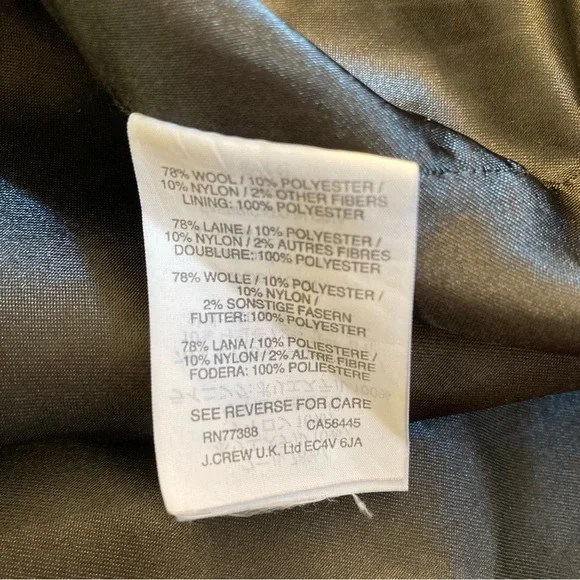 78% WOOL / 10% POLYESTER /
10% NYLON / 2% OTHER FIBERS
LINING: 100% POLYESTER
78% LAINE / 10% POLYESTER /
10% NYLON / 2% AUTRES FIBRES
DOUBLURE: 100% POLYESTER
78% WOLLE / 10% POLYESTER /
10% NYLON /
2% SONSTIGE FASERN
FUTTER: 100% POLYESTER
78% LANA / 10% POLIESTERE /
10% NYLON / 2% ALTRE FIBRE
FODERA: 100% POLIESTERE
SEE REVERSE FOR CARE
RN77388 CA56445
J.CREW U.K. Ltd EC4V 6JA